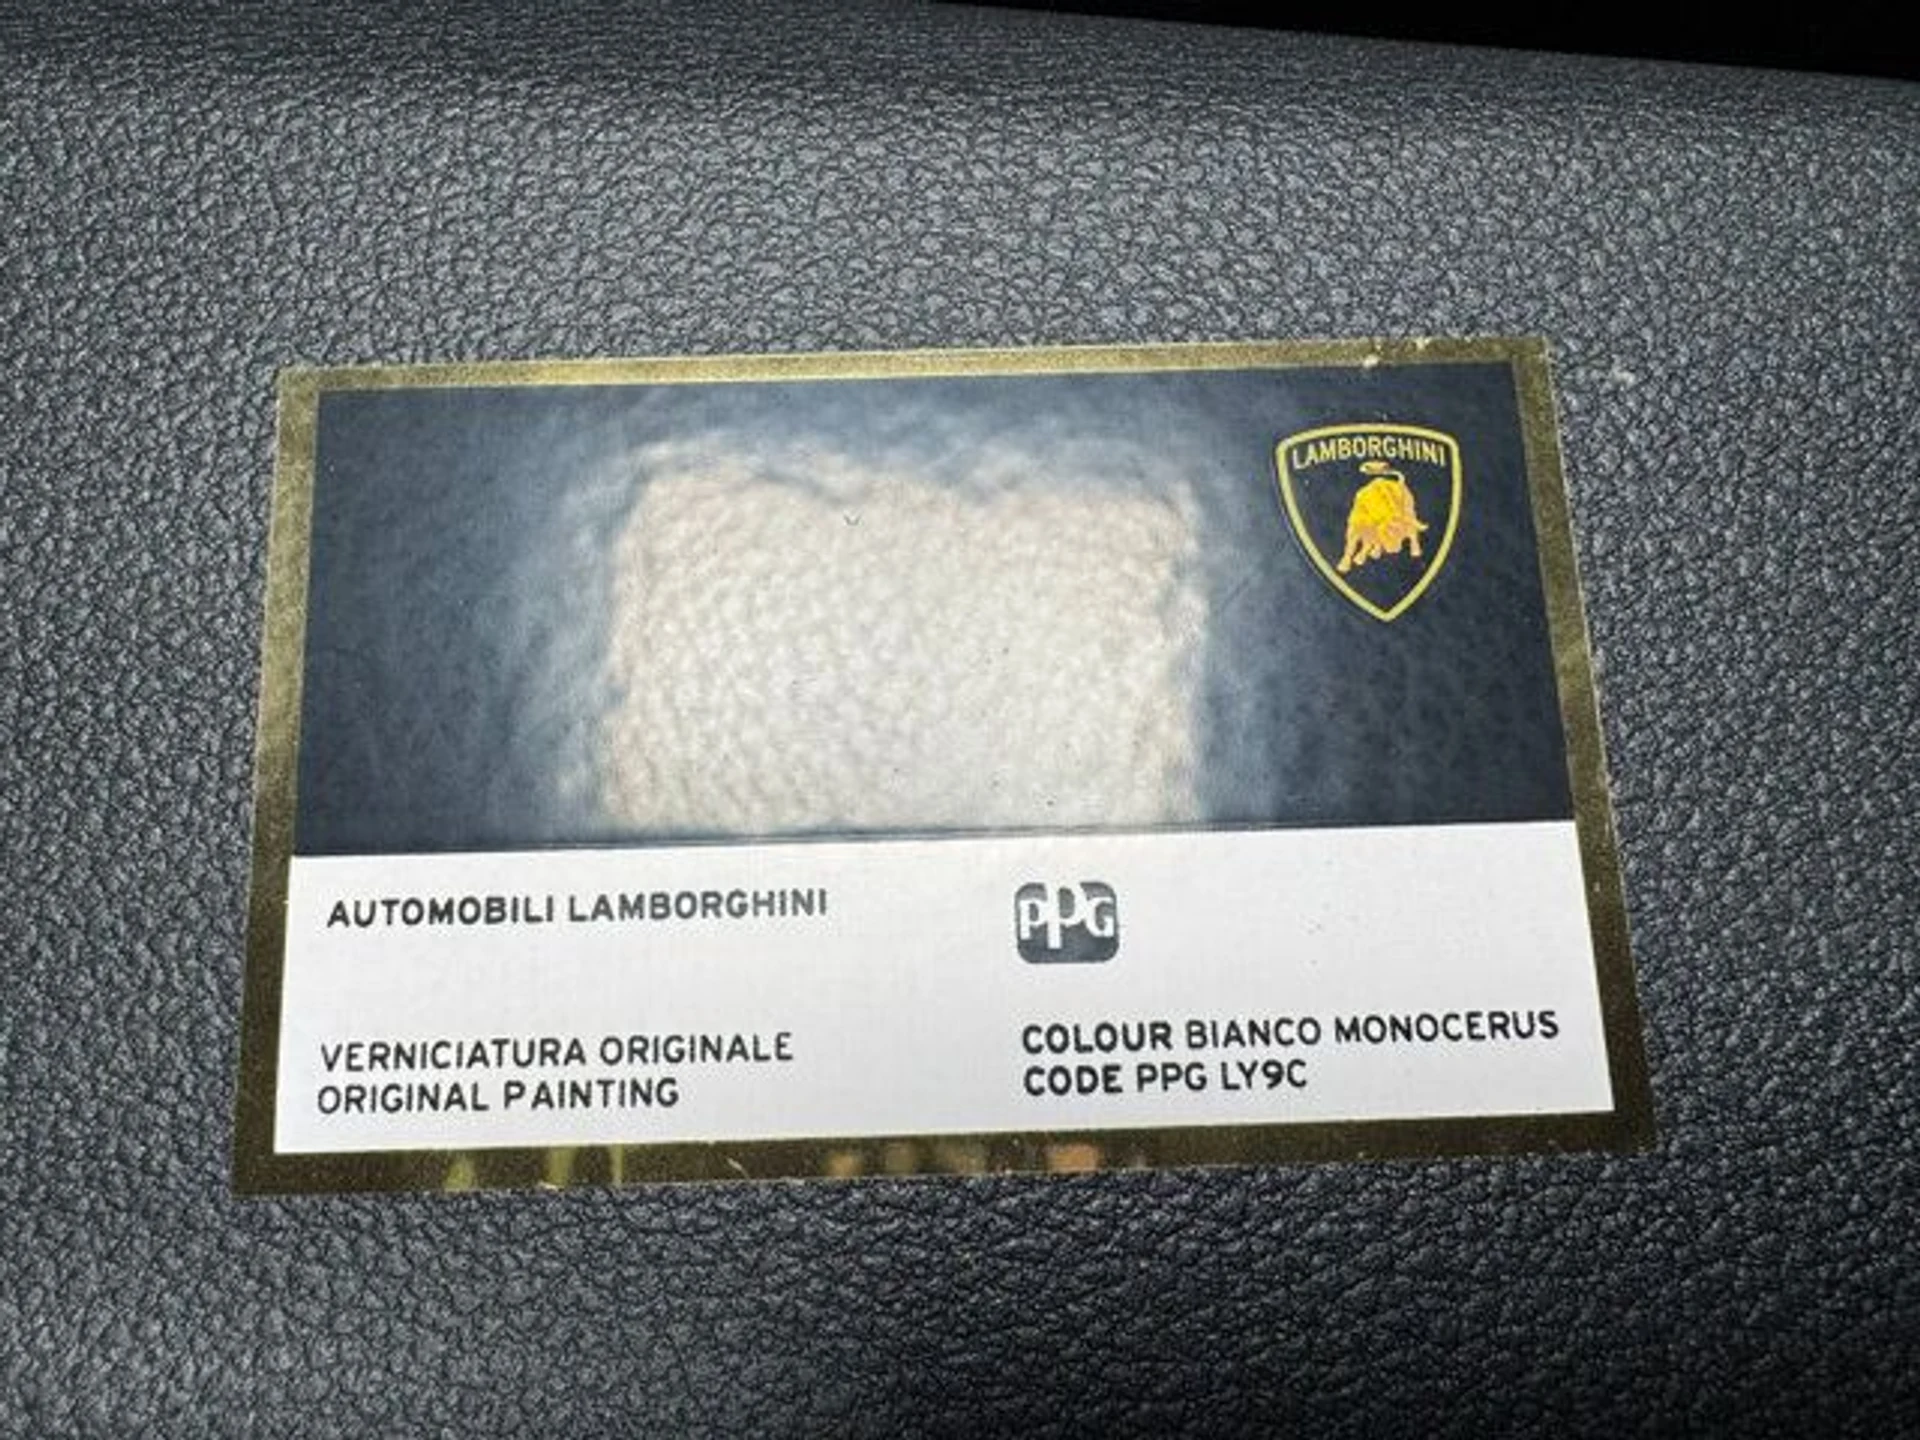 LAMBORGHINI
AUTOMOBILI LAMBORGHINI
PPG
VERNICIATURA ORIGINALE
ORIGINAL PAINTING
COLOUR BIANCO MONOCERUS
CODE PPG LY9C